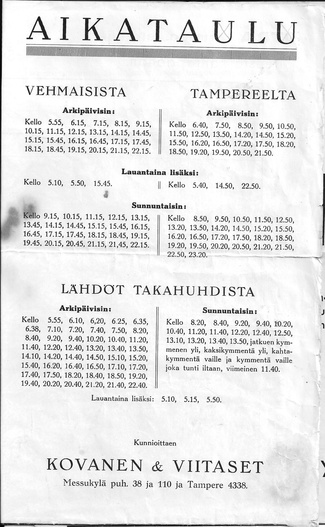 AIKATAULU
VEHMAISISTA
Arkipäivisin:
Kello 5.55, 6.15, 7.15, 8.15, 9.15,
10.15, 11.15, 12.15, 13.15, 14.15, 14.45,
15.15, 15.45, 16.15, 16.45, 17.15, 17.45,
18.15, 18.45, 19.15, 20.15, 21.15, 22.15.
TAMPEREELTA
Arkipäivisin:
Kello 6.40, 7.50, 8.50, 9.50, 10.50,
11.50, 12.50, 13.50, 14.20, 14.50, 15.20,
15.50, 16.20, 16.50, 17.20, 17.50, 18.20,
18.50, 19.20, 19.50, 20.50, 21.50.
Lauantaina lisäksi:
Kello 5.10, 5.50, 15.45.
Kello 5.40, 14.50, 22.50.
Sunnuntaisin:
Kello 9.15, 10.15, 11.15, 12.15, 13.15,
13.45, 14.15, 14.45, 15.15, 15.45, 16.15,
16.45, 17.15, 17.45, 18.15, 18.45, 19.15,
19.45, 20.15, 20.45, 21.15, 21,45, 22.15.
Kello 8.50, 9.50, 10.50, 11.50, 12.50,
13.20, 13.50, 14.20, 14.50, 15.20, 15.50,
16.20, 16.50, 17.20, 17.50, 18.20, 18.50,
19.20, 19.50, 20.20, 20.50, 21.20, 21.50,
22.50, 23.20.
LÄHDÖT TAKAHUHDISTA
Arkipäivisin:
Kello 5.55, 6.10, 6,20, 6 25, 6.35,
6.38, 7.10, 7.20, 7.40, 7.50, 8.20,
8.40, 9.20, 9.40, 10.20, 10.40, 11.20,
11.40, 12.20, 12.40, 13.20, 13.40, 13.50,
14.10, 14.20, 14.40, 14.50, 15.10, 15.20,
15.40, 16.20, 16.40, 16.50, 17.10, 17.20,
17.40, 17.50, 18.20, 18.40, 18.50, 19.20,
19.40, 20.20, 20.40, 21.20, 21.40, 22.40.
Sunnuntaisin:
Kello 8.20, 8.40, 9.20, 9.40, 10.20,
10.40, 11.20, 11.40, 12.20, 12.40, 12.50,
13.10, 13.20, 13.40, 13.50, jatkuen kym-
menen yli, kaksikymmentä yli, kahta-
kymmentä vaille ja kymmentä vaille
joka tunti iltaan, viimeinen 11.40.
Lauantaina lisäksi: 5.10, 5.15, 5.50.
Kunnioittaen
KOVANEN & VIITASET
Messukylä puh. 38 ja 110 ja Tampere 4338.